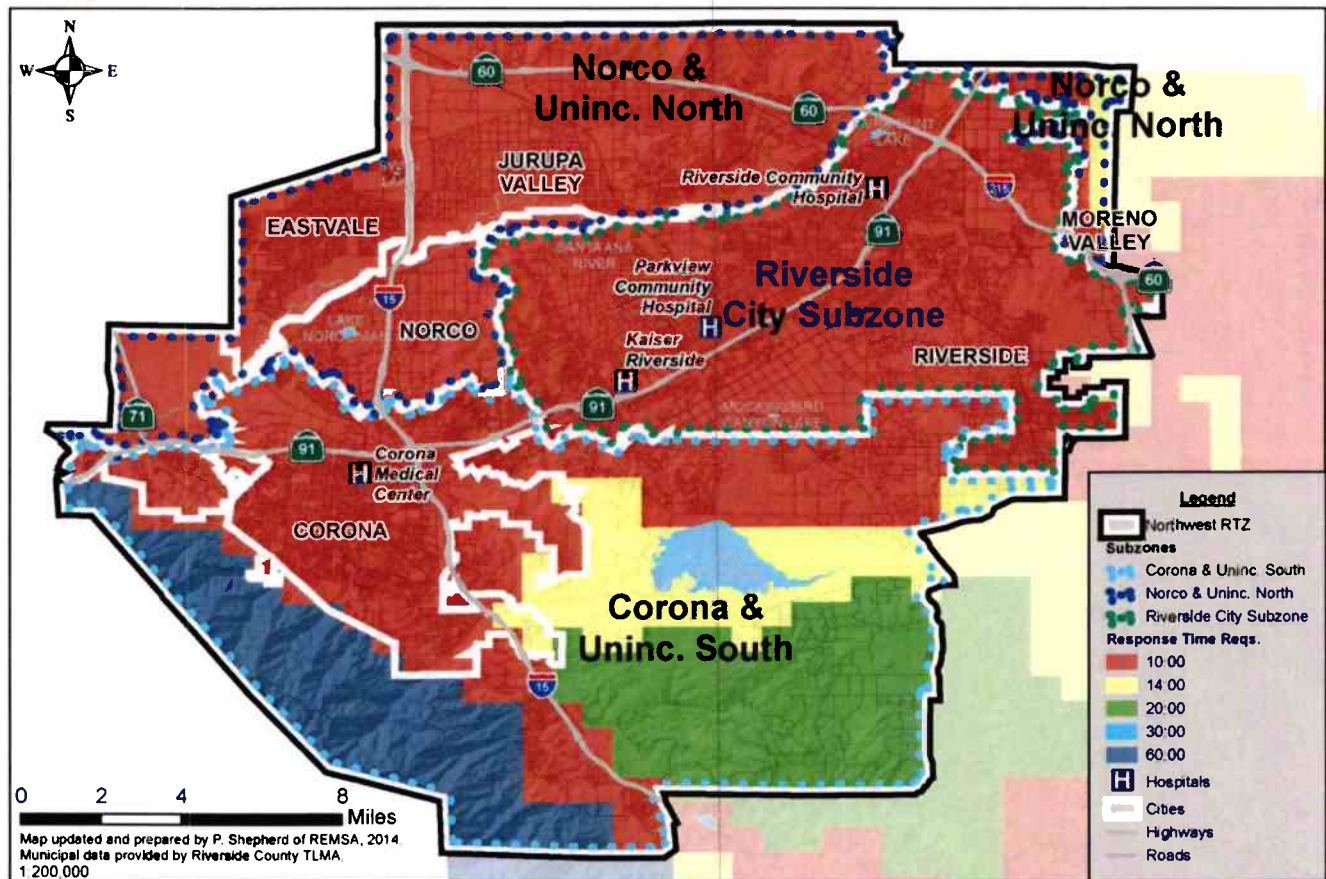 N
W E
S
60
Norco &
Uninc. North
60
Norco &
Uninc. North
JURUPA
VALLEY
Riverside Community
Hospital
LAKE
215
EASTVALE
MORENO
VALLEY
91
SANTA ANA
RIVER
Parkview
Community
Hospital
Riverside
City Subzone
60
15
LAKE
NORCO
Kaiser
Riverside
RIVERSIDE
71
91
91
Corona
Medical
Center
CORONA
Corona &
Uninc. South
15
Legend
Northwest RTZ
Subzones
Corona & Uninc. South
Norco & Uninc. North
Riverside City Subzone
Response Time Reqs.
10:00
14:00
20:00
30:00
60:00
H Hospitals
Cities
Highways
Roads
0 2 4 8
Miles
Map updated and prepared by P. Shepherd of REMSA, 2014.
Municipal data provided by Riverside County TLMA.
1:200,000